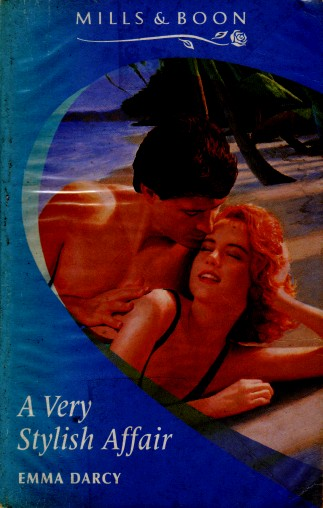 MILLS & BOON
A Very
Stylish Affair
EMMA DARCY